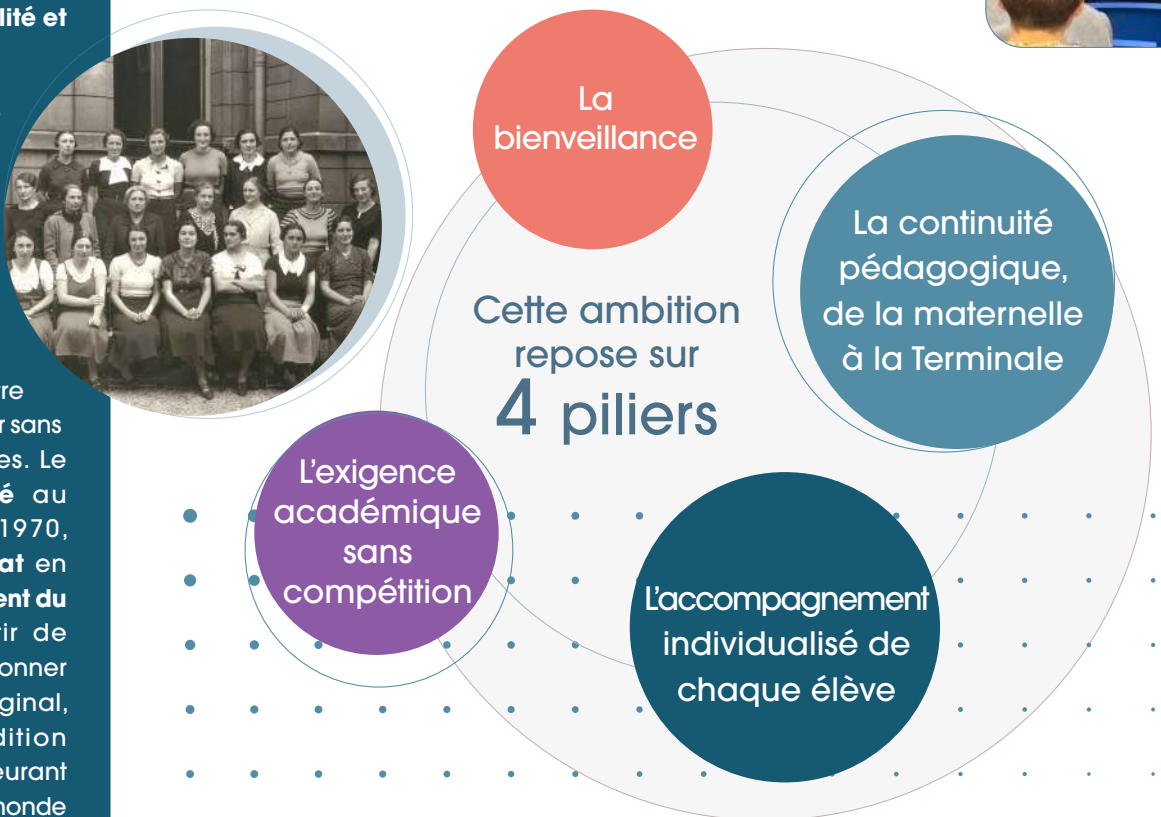 lité et
re
r sans
es. Le
é au
1970,
at en
ent du
tir de
onner
ginal,
dition
eurant
monde
La
bienveillance
La continuité
pédagogique,
de la maternelle
à la Terminale
Cette ambition
repose sur
4 piliers
L'exigence
académique
sans
compétition
L'accompagnement
individualisé de
chaque élève